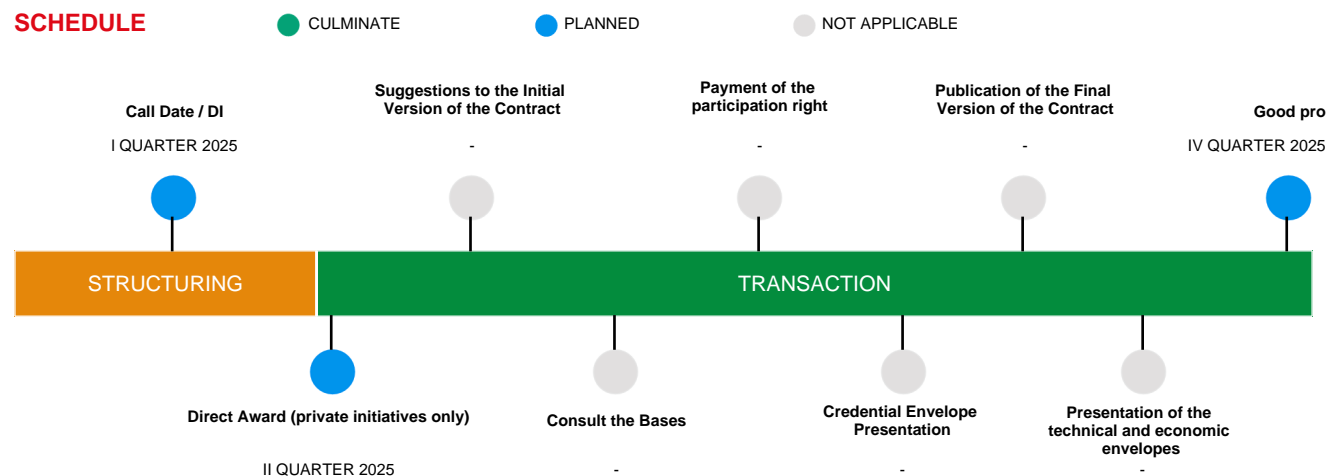 SCHEDULE
CULMINATE
PLANNED
NOT APPLICABLE
Call Date / DI
I QUARTER 2025
Suggestions to the Initial
Version of the Contract
-
Payment of the
participation right
-
Publication of the Final
Version of the Contract
-
Good pro
IV QUARTER 2025
STRUCTURING
TRANSACTION
Direct Award (private initiatives only)
II QUARTER 2025
Consult the Bases
-
Credential Envelope
Presentation
-
Presentation of the
technical and economic
envelopes
-